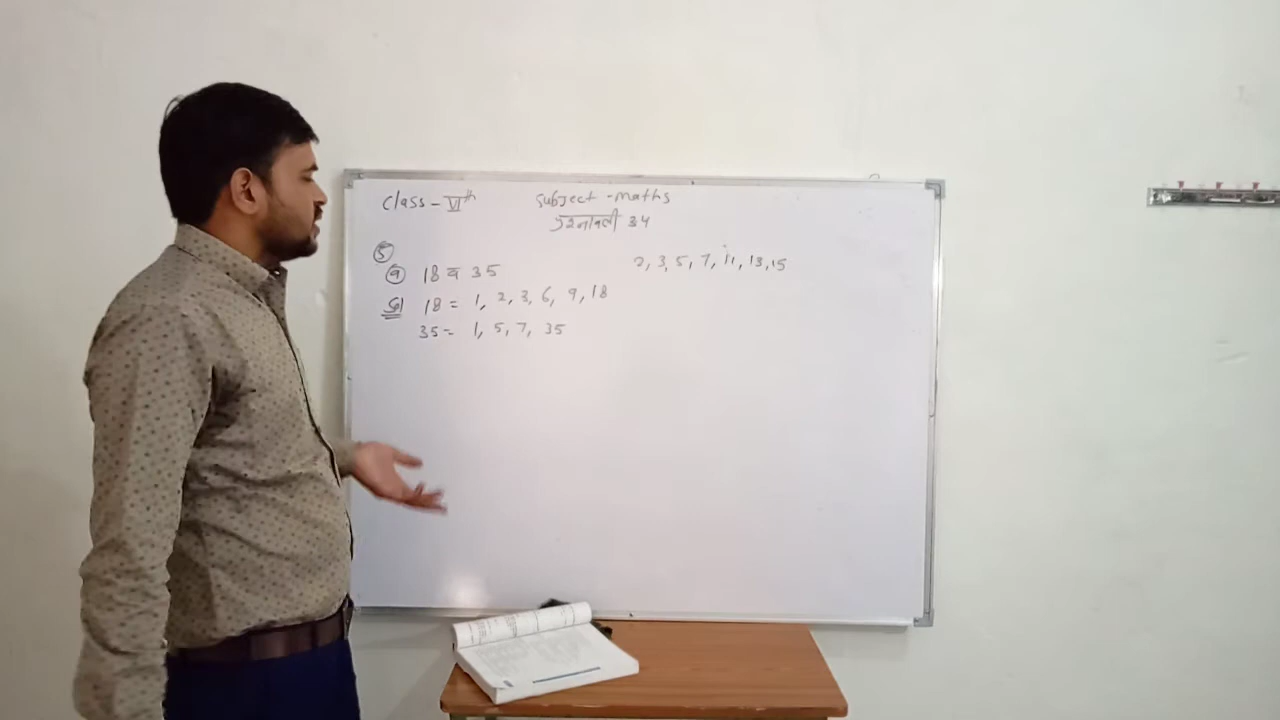 Class - VIth
Subject - maths
प्रश्नावली 3.4
5
a 18 व 35
2, 3, 5, 7, 11, 13, 15
18 = 1, 2, 3, 6, 9, 18
35 = 1, 5, 7, 35